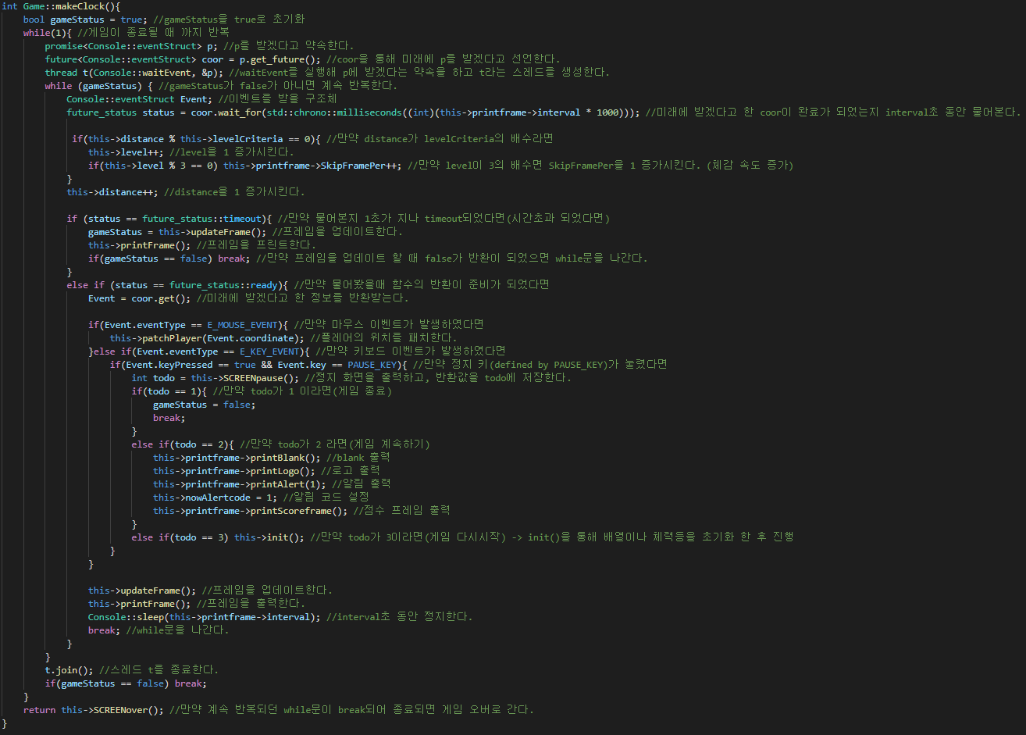 int Game::makeClock(){
bool gameStatus = true; //gameStatus을 true로 초기화
while(1){ //게임이 종료될 때 까지 반복
promise<Console::eventStruct> p; //p를 받겠다고 약속한다.
future<Console::eventStruct> coor = p.get_future(); //coor을 통해 미래에 p를 받겠다고 선언한다.
thread t(Console::waitEvent, &p); //waitEvent을 실행해 p에 받겠다는 약속을 하고 t라는 스레드를 생성한다.
while (gameStatus) { //gameStatus가 false가 아니면 계속 반복한다.
Console::eventStruct Event; //이벤트를 받을 구조체
future_status status = coor.wait_for(std::chrono::milliseconds((int)(this->printframe->interval * 1000))); //미래에 받겠다고 한 coor이 완료가 되었는지 interval초 동안 물어본다.
if(this->distance % this->levelCriteria == 0){ //만약 distance가 levelCriteria의 배수라면
this->level++; //level을 1 증가시킨다.
if(this->level % 3 == 0) this->printframe->SkipFramePer++; //만약 level이 3의 배수면 SkipFramePer을 1 증가시킨다. (체감 속도 증가)
}
this->distance++; //distance을 1 증가시킨다.
if (status == future_status::timeout){ //만약 물어본지 1초가 지나 timeout되었다면(시간초과 되었다면)
gameStatus = this->updateFrame(); //프레임을 업데이트한다.
this->printFrame(); //프레임을 프린트한다.
if(gameStatus == false) break; //만약 프레임을 업데이트 할 때 false가 반환이 되었으면 while문을 나간다.
}
else if (status == future_status::ready){ //만약 물어봤을때 함수의 반환이 준비가 되었다면
Event = coor.get(); //미래에 받겠다고 한 정보를 반환받는다.
if(Event.eventType == E_MOUSE_EVENT){ //만약 마우스 이벤트가 발생하였다면
this->patchPlayer(Event.coordinate); //플레어의 위치를 패치한다.
}else if(Event.eventType == E_KEY_EVENT){ //만약 키보드 이벤트가 발생하였다면
if(Event.keyPressed == true && Event.key == PAUSE_KEY){ //만약 정지 키(defined by PAUSE_KEY)가 눌렸다면
int todo = this->SCREENpause(); //정지 화면을 출력하고, 반환값을 todo에 저장한다.
if(todo == 1){ //만약 todo가 1 이라면(게임 종료)
gameStatus = false;
break;
}
else if(todo == 2){ //만약 todo가 2 라면(게임 계속하기)
this->printframe->printBlank(); //blank 출력
this->printframe->printLogo(); //로고 출력
this->printframe->printAlert(1); //알림 출력
this->nowAlertcode = 1; //알림 코드 설정
this->printframe->printScoreframe(); //점수 프레임 출력
}
else if(todo == 3) this->init(); //만약 todo가 3이라면(게임 다시시작) -> init()을 통해 배열이나 체력등을 초기화 한 후 진행
}
}
this->updateFrame(); //프레임을 업데이트한다.
this->printFrame(); //프레임을 출력한다.
Console::sleep(this->printframe->interval); //interval초 동안 정지한다.
break; //while문을 나간다.
}
}
t.join(); //스레드 t를 종료한다.
if(gameStatus == false) break;
}
return this->SCREENover(); //만약 계속 반복되던 while문이 break되어 종료되면 게임 오버로 간다.
}